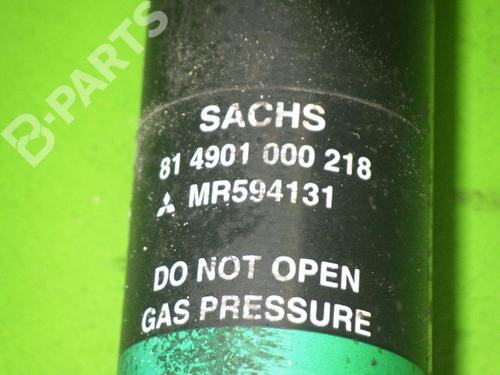 B-PARTS
SACHS
81 4901 000 218
MR594131
DO NOT OPEN
GAS PRESSURE